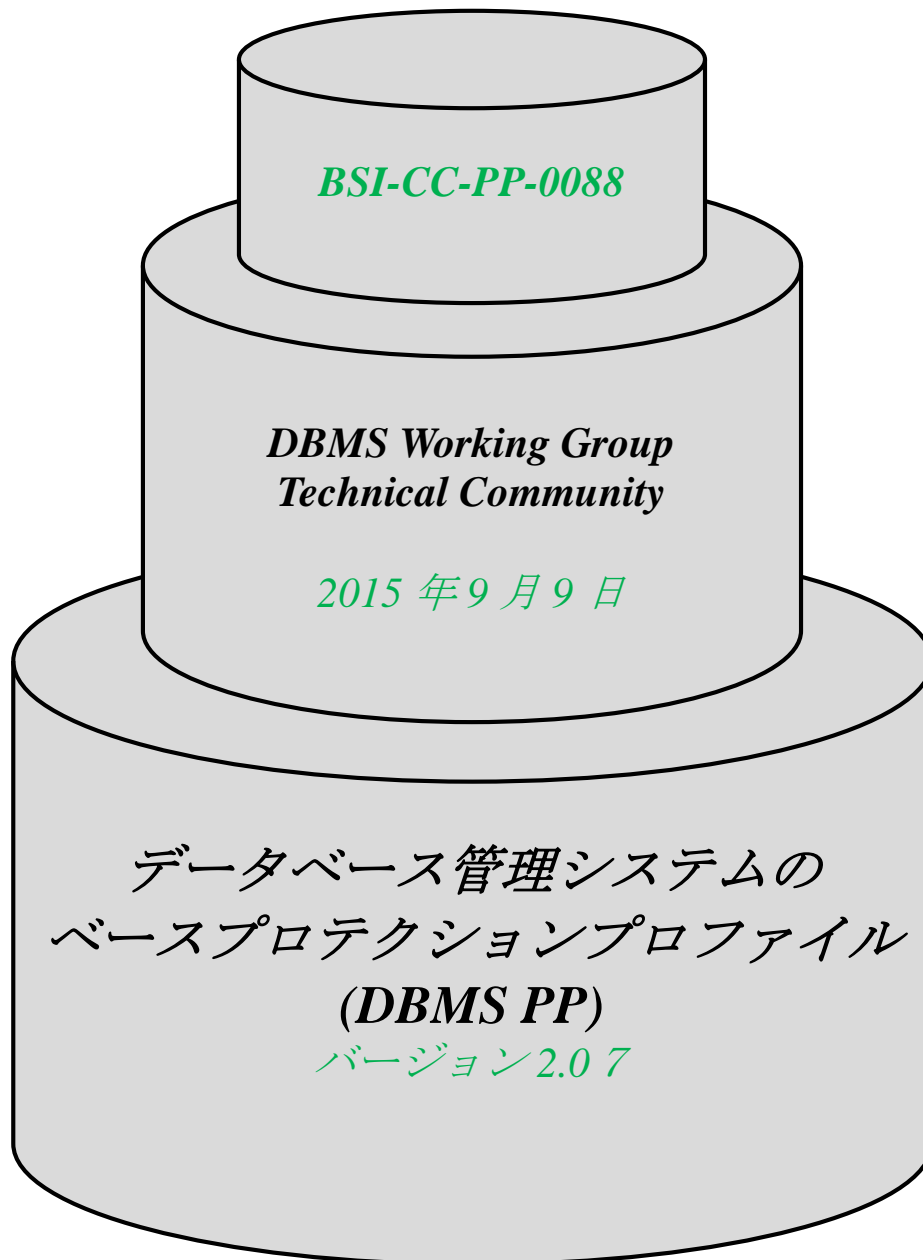 BSI-CC-PP-0088
DBMS Working Group
Technical Community
2015 年 9 月 9 日
データベース管理システムの
ベースプロテクションプロファイル
(DBMS PP)
バージョン 2.0 7